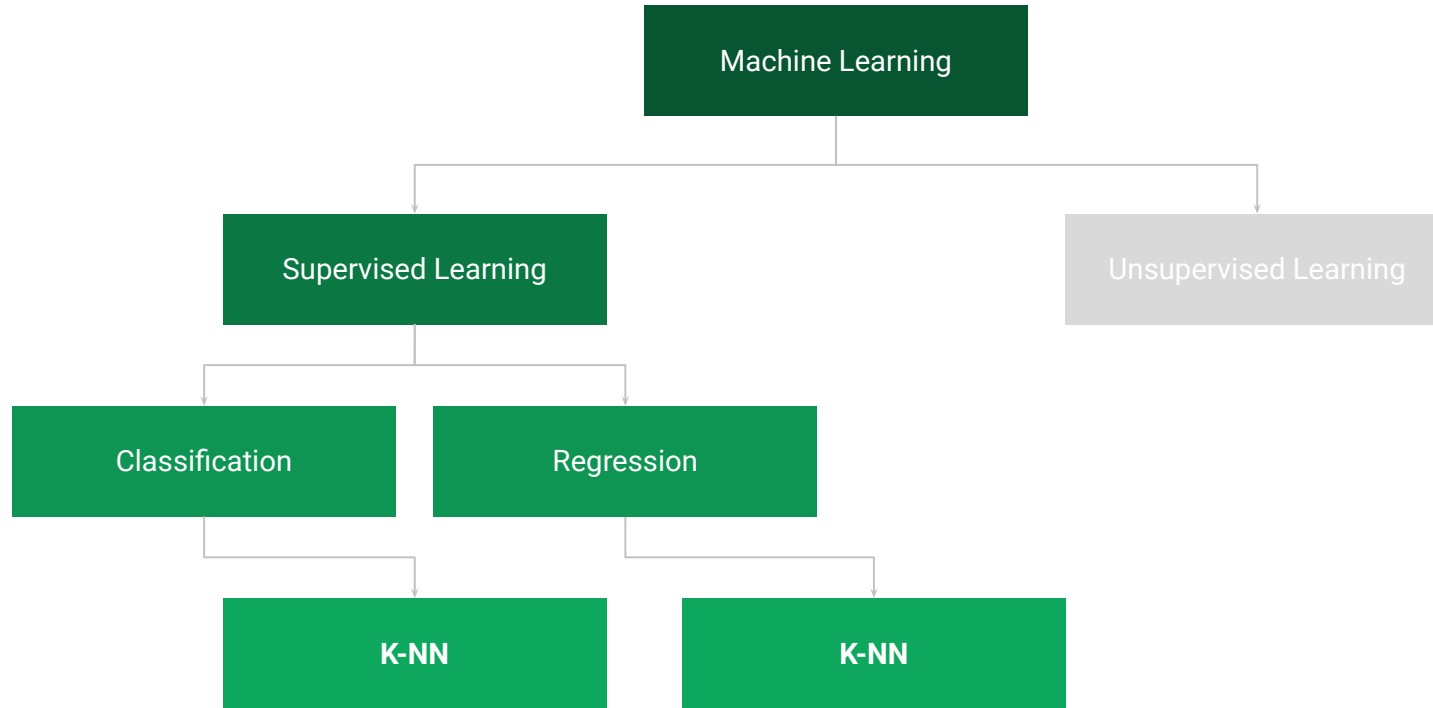 Machine Learning
Supervised Learning
Unsupervised Learning
Classification
Regression
K-NN
K-NN